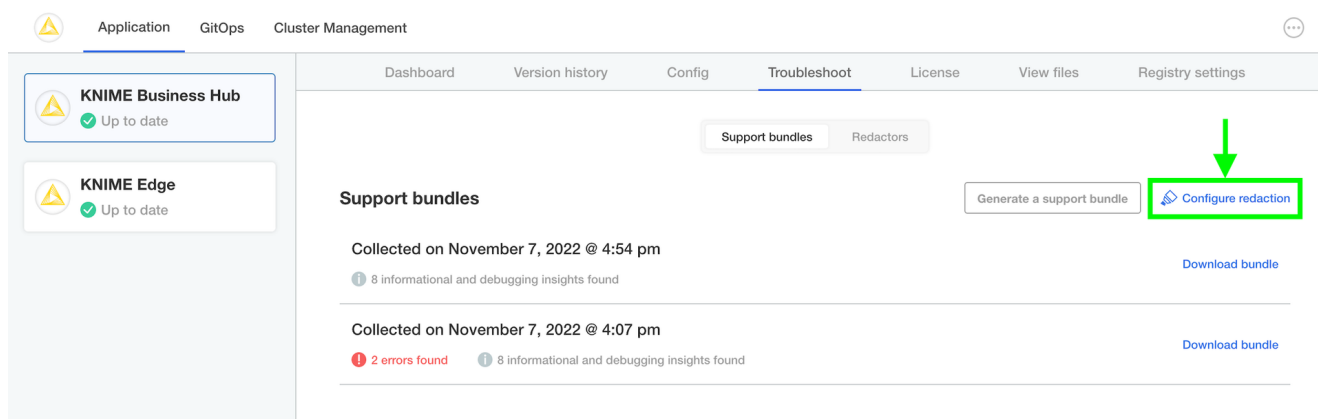 Application GitOps Cluster Management
Dashboard Version history Config Troubleshoot License View files Registry settings
KNIME Business Hub
Up to date
KNIME Edge
Up to date
Support bundles Redactors
Support bundles
Generate a support bundle
Configure redaction
Collected on November 7, 2022 @ 4:54 pm
8 informational and debugging insights found
Download bundle
Collected on November 7, 2022 @ 4:07 pm
2 errors found 8 informational and debugging insights found
Download bundle